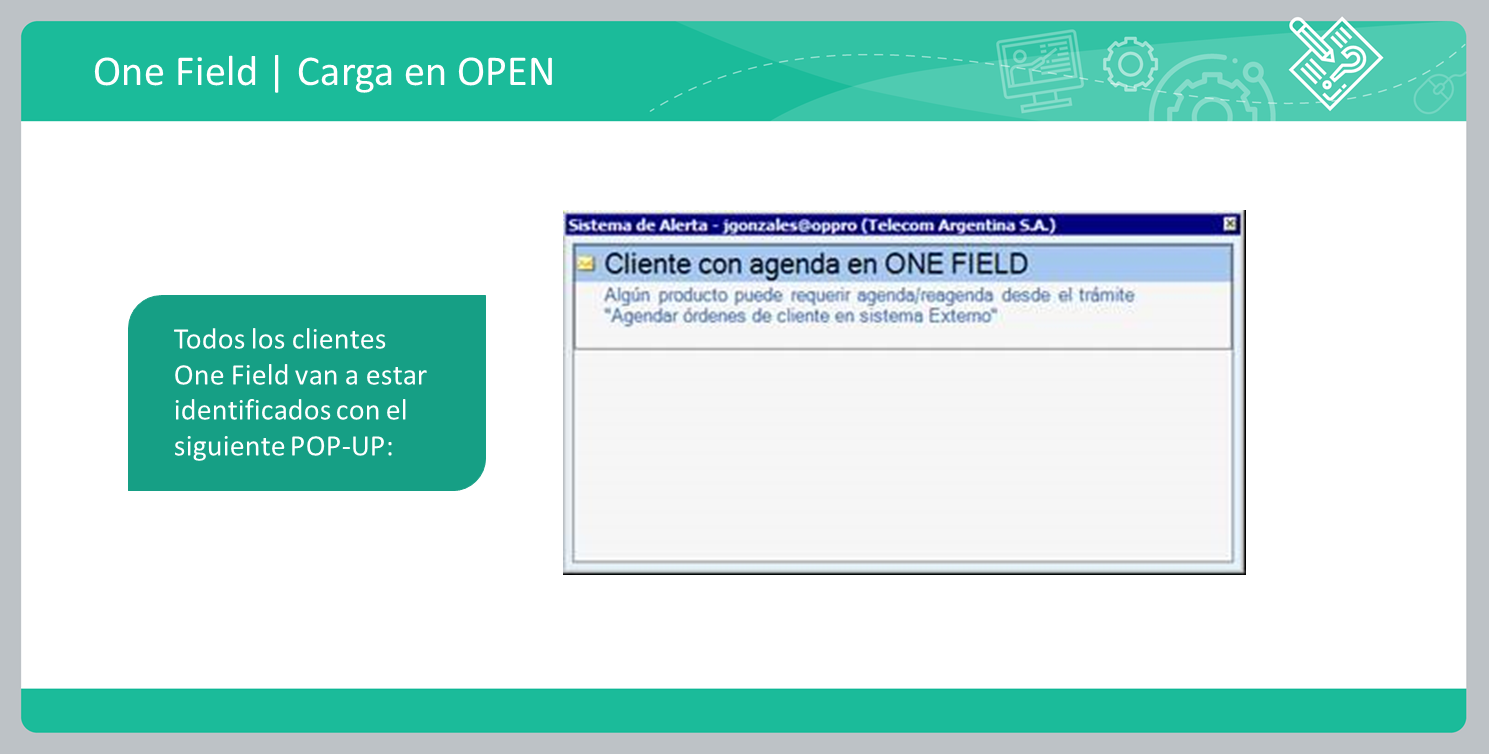 One Field | Carga en OPEN
Todos los clientes
One Field van a estar
identificados con el
siguiente POP-UP:
Sistema de Alerta - jgonzales@oppro (Telecom Argentina S.A.)
Cliente con agenda en ONE FIELD
Algún producto puede requerir agenda/reagenda desde el trámite
"Agendar órdenes de cliente en sistema Externo"